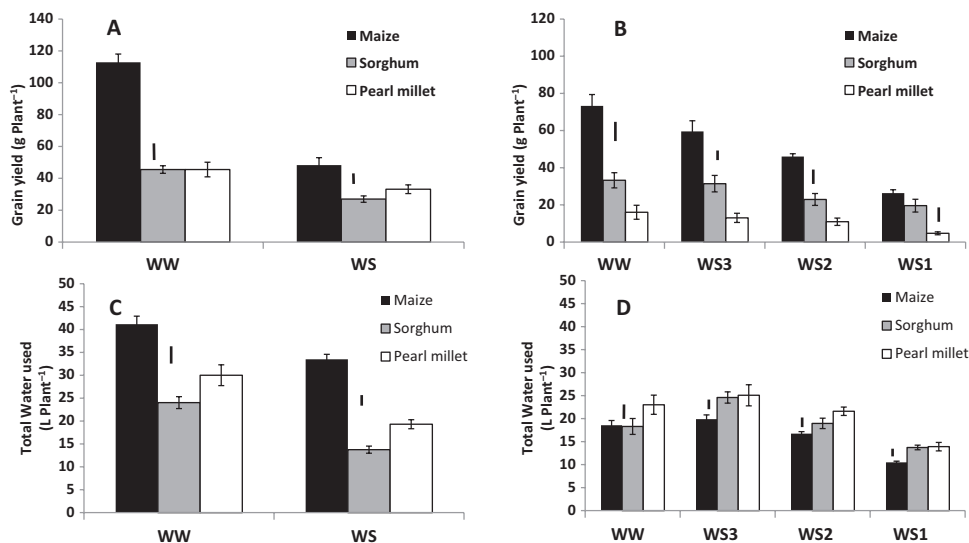 A
Grain yield (g Plant⁻¹)
140
120
100
80
60
40
20
0
Maize
Sorghum
Pearl millet
WW
WS
B
Grain yield (g Plant⁻¹)
120
100
80
60
40
20
0
Maize
Sorghum
Pearl millet
WW
WS3
WS2
WS1
C
Total Water used
(L Plant⁻¹)
50
45
40
35
30
25
20
15
10
5
0
Maize
Sorghum
Pearl millet
WW
WS
D
Total Water used
(L Plant⁻¹)
50
45
40
35
30
25
20
15
10
5
0
Maize
Sorghum
Pearl millet
WW
WS3
WS2
WS1